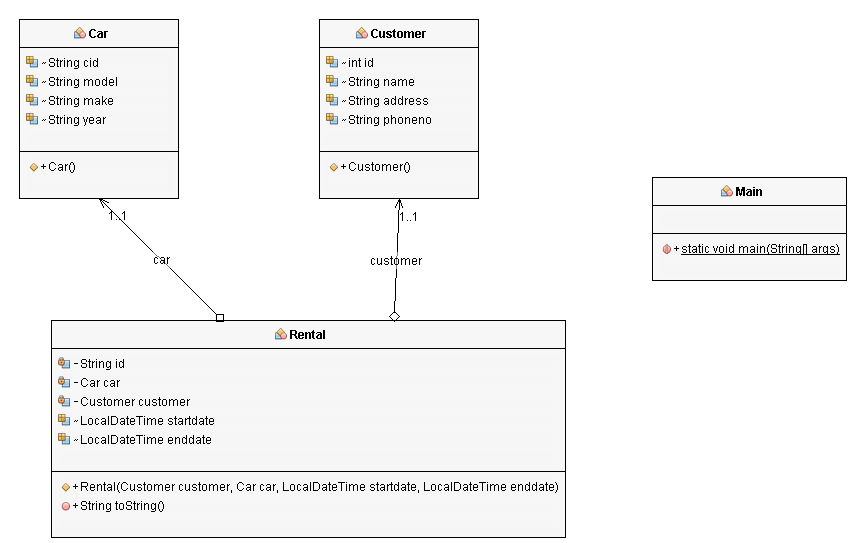 Car
~String cid
~String model
~String make
~String year
+Car()
Customer
~int id
~String name
~String address
~String phoneno
+Customer()
Main
+static void main(String[] args)
1..1
1..1
car
customer
Rental
-String id
-Car car
-Customer customer
~LocalDateTime startdate
~LocalDateTime enddate
+Rental(Customer customer, Car car, LocalDateTime startdate, LocalDateTime enddate)
+String toString()